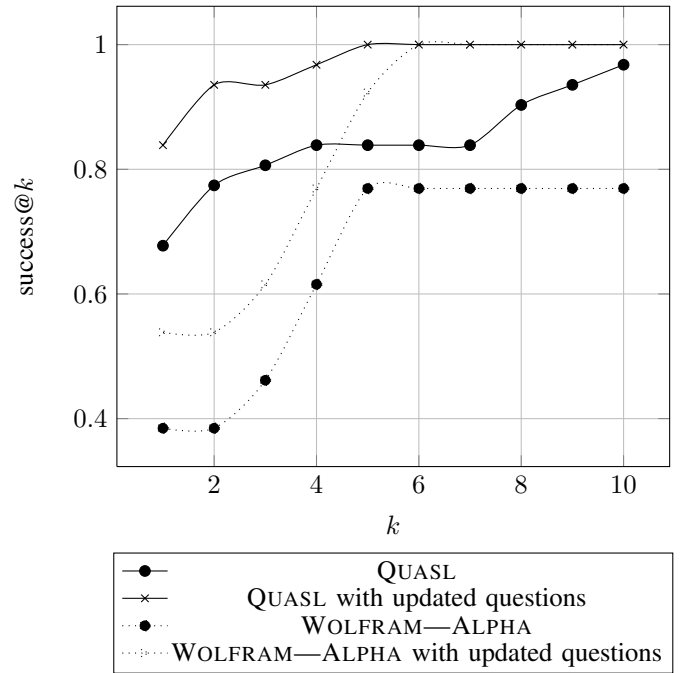 1
0.8
0.6
0.4
success@k
2 4 6 8 10
k
QUASL
QUASL with updated questions
WOLFRAM—ALPHA
WOLFRAM—ALPHA with updated questions